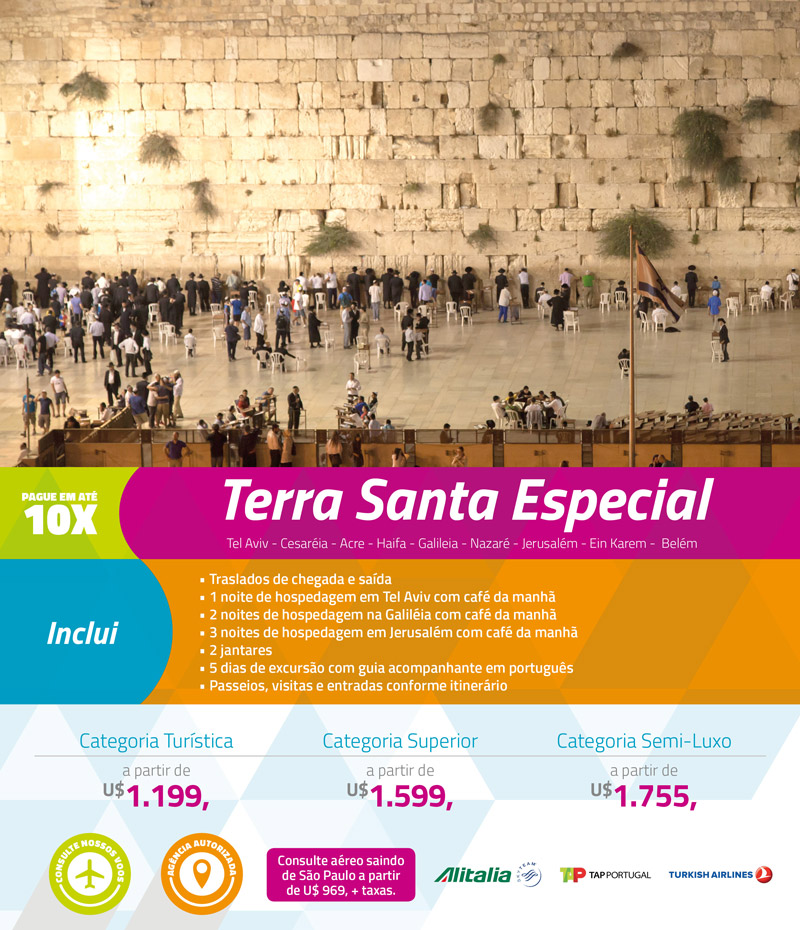 PAGUE EM ATÉ
10X
Terra Santa Especial
Tel Aviv - Cesaréia - Acre - Haifa - Galileia - Nazaré - Jerusalém - Ein Karem - Belém
Inclui
• Traslados de chegada e saída
• 1 noite de hospedagem em Tel Aviv com café da manhã
• 2 noites de hospedagem na Galiléia com café da manhã
• 3 noites de hospedagem em Jerusalém com café da manhã
• 2 jantares
• 5 dias de excursão com guia acompanhante em português
• Passeios, visitas e entradas conforme itinerário
Categoria Turística
a partir de
U$1.199,
Categoria Superior
a partir de
U$1.599,
Categoria Semi-Luxo
a partir de
U$1.755,
CONSULTE NOSSOS VOOS
AGÊNCIA AUTORIZADA
Consulte aéreo saindo
de São Paulo a partir
de U$ 969, + taxas.
Alitalia
SKYTEAM
TAP TAPPORTUGAL
TURKISH AIRLINES